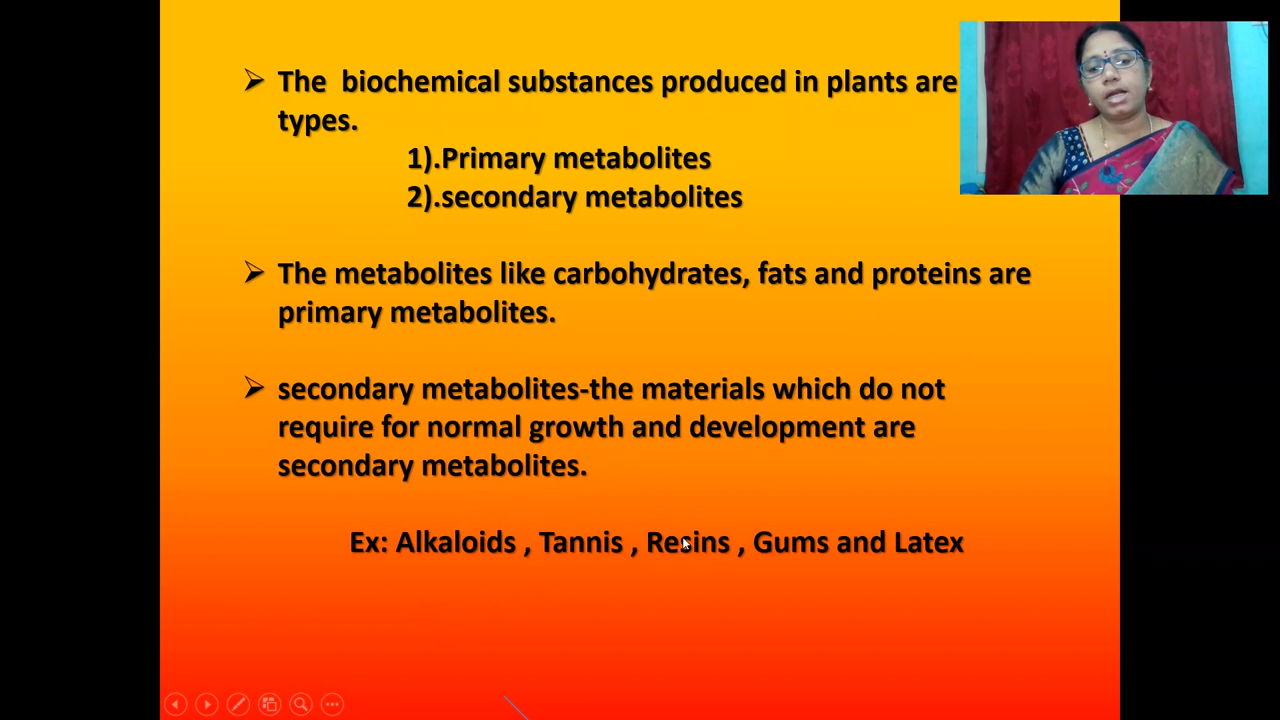 ➢ The biochemical substances produced in plants are
types.
1).Primary metabolites
2).secondary metabolites
➢ The metabolites like carbohydrates, fats and proteins are
primary metabolites.
➢ secondary metabolites-the materials which do not
require for normal growth and development are
secondary metabolites.
Ex: Alkaloids , Tannis , Resins , Gums and Latex